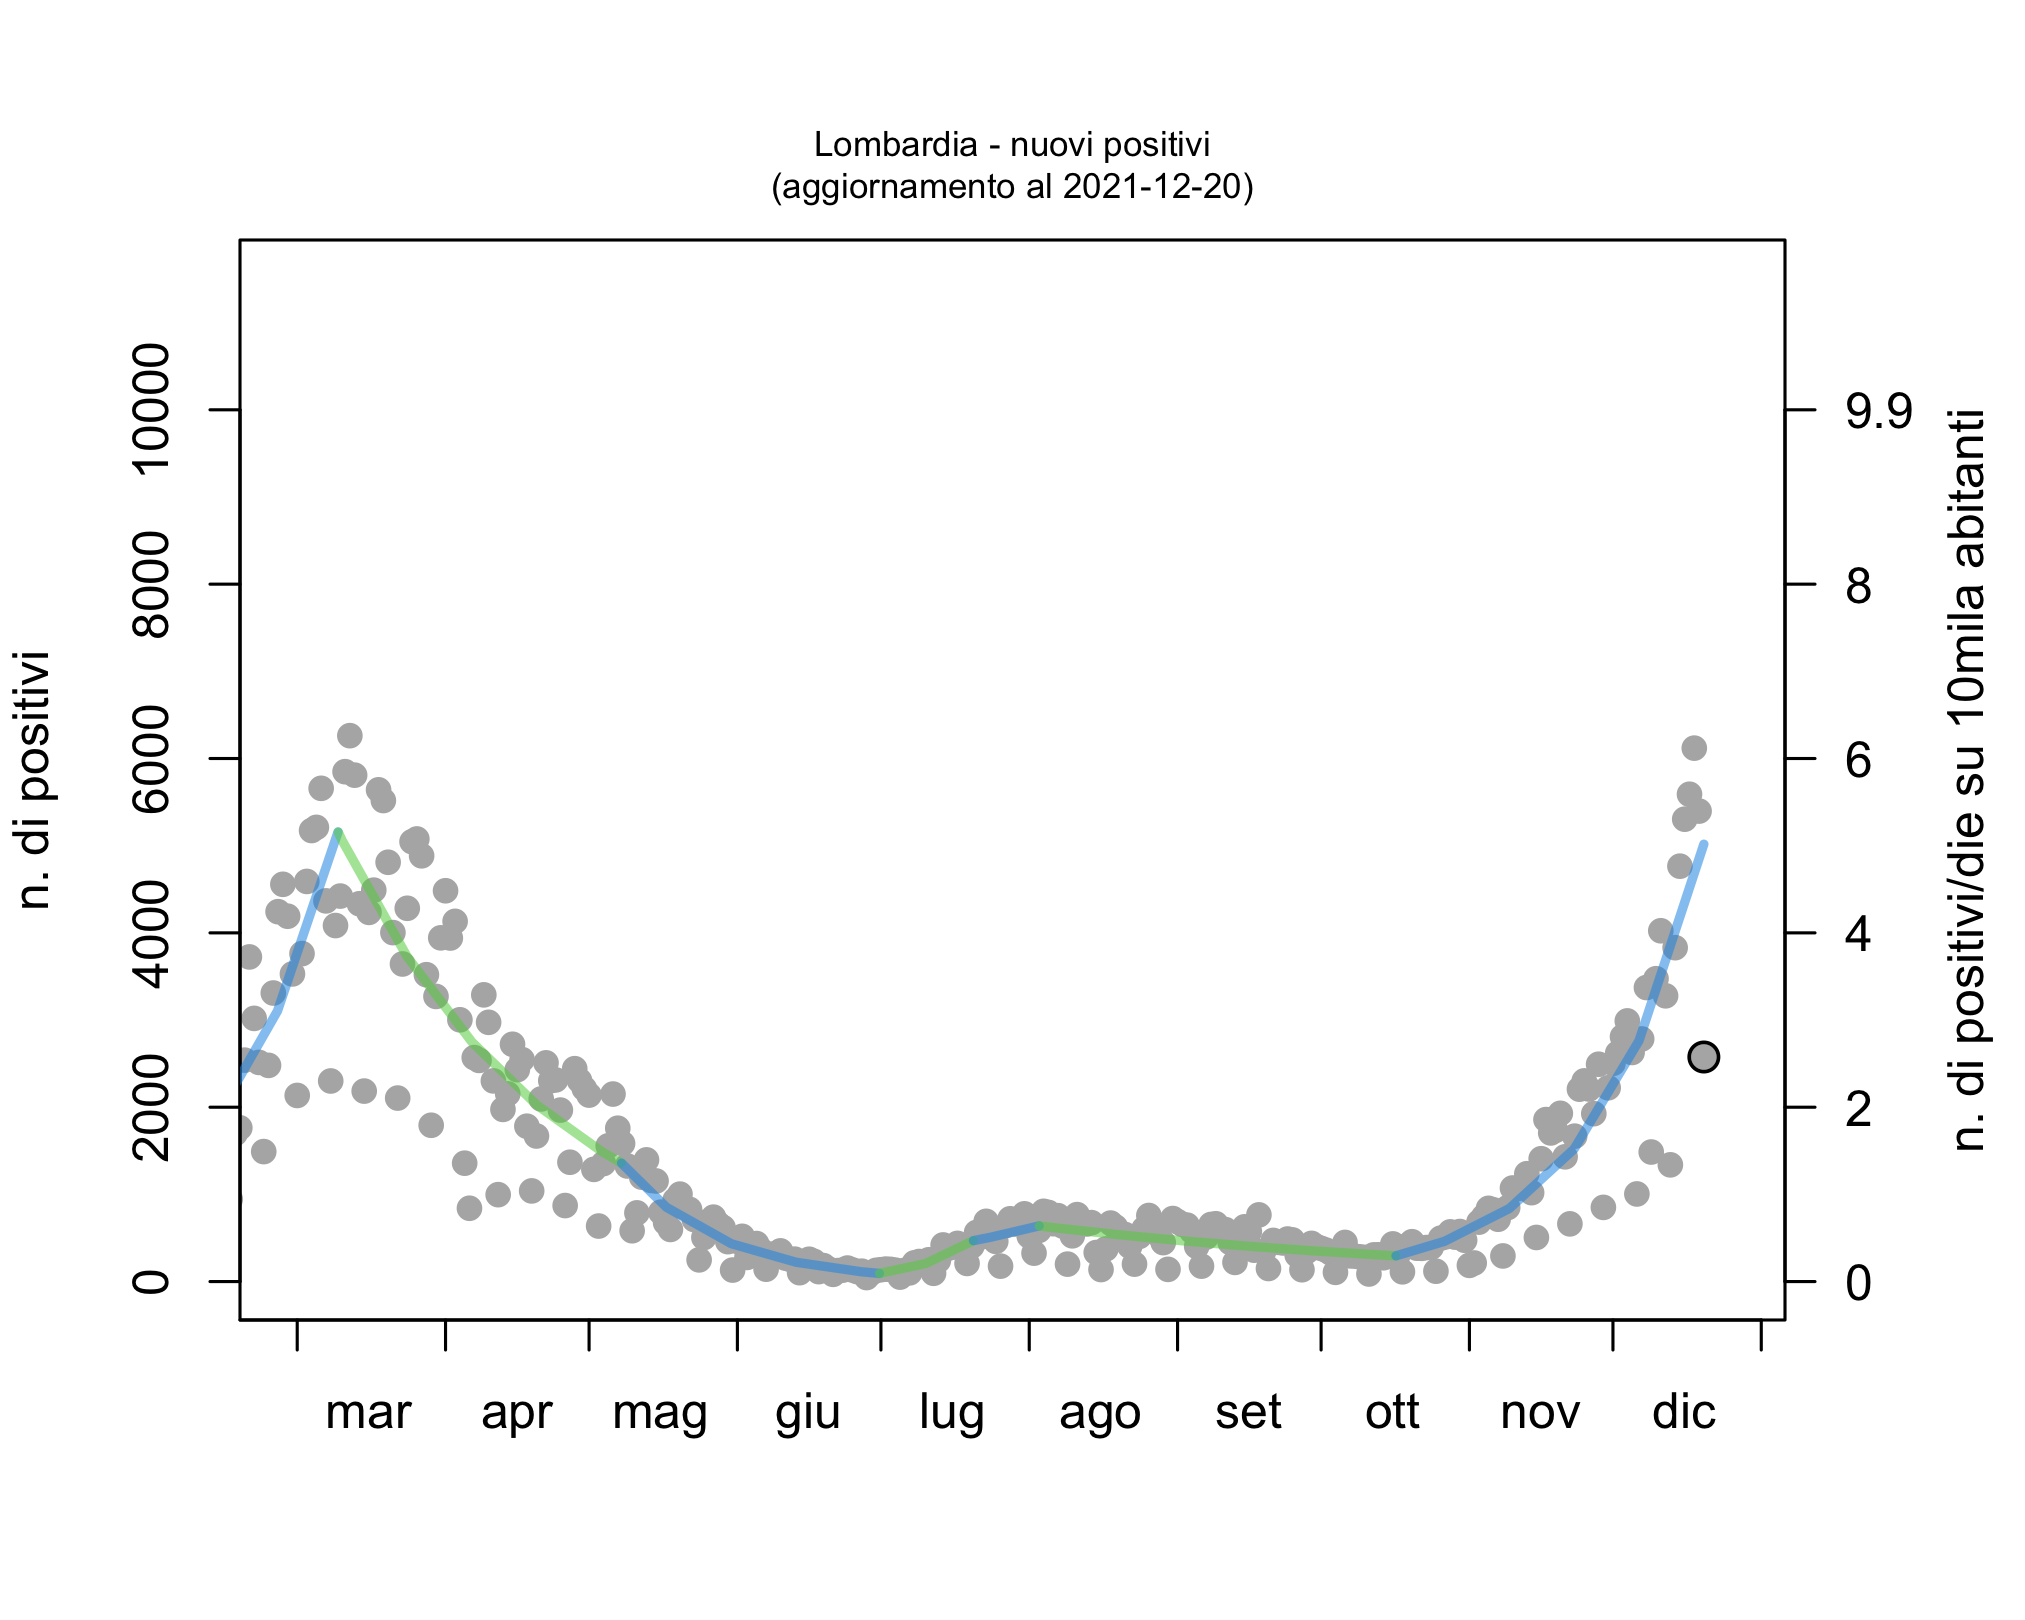 Lombardia - nuovi positivi
(aggiornamento al 2021-12-20)
n. di positivi
10000
8000
6000
4000
2000
0
9.9
8
6
4
2
0
n. di positivi/die su 10mila abitanti
mar apr mag giu lug ago set ott nov dic